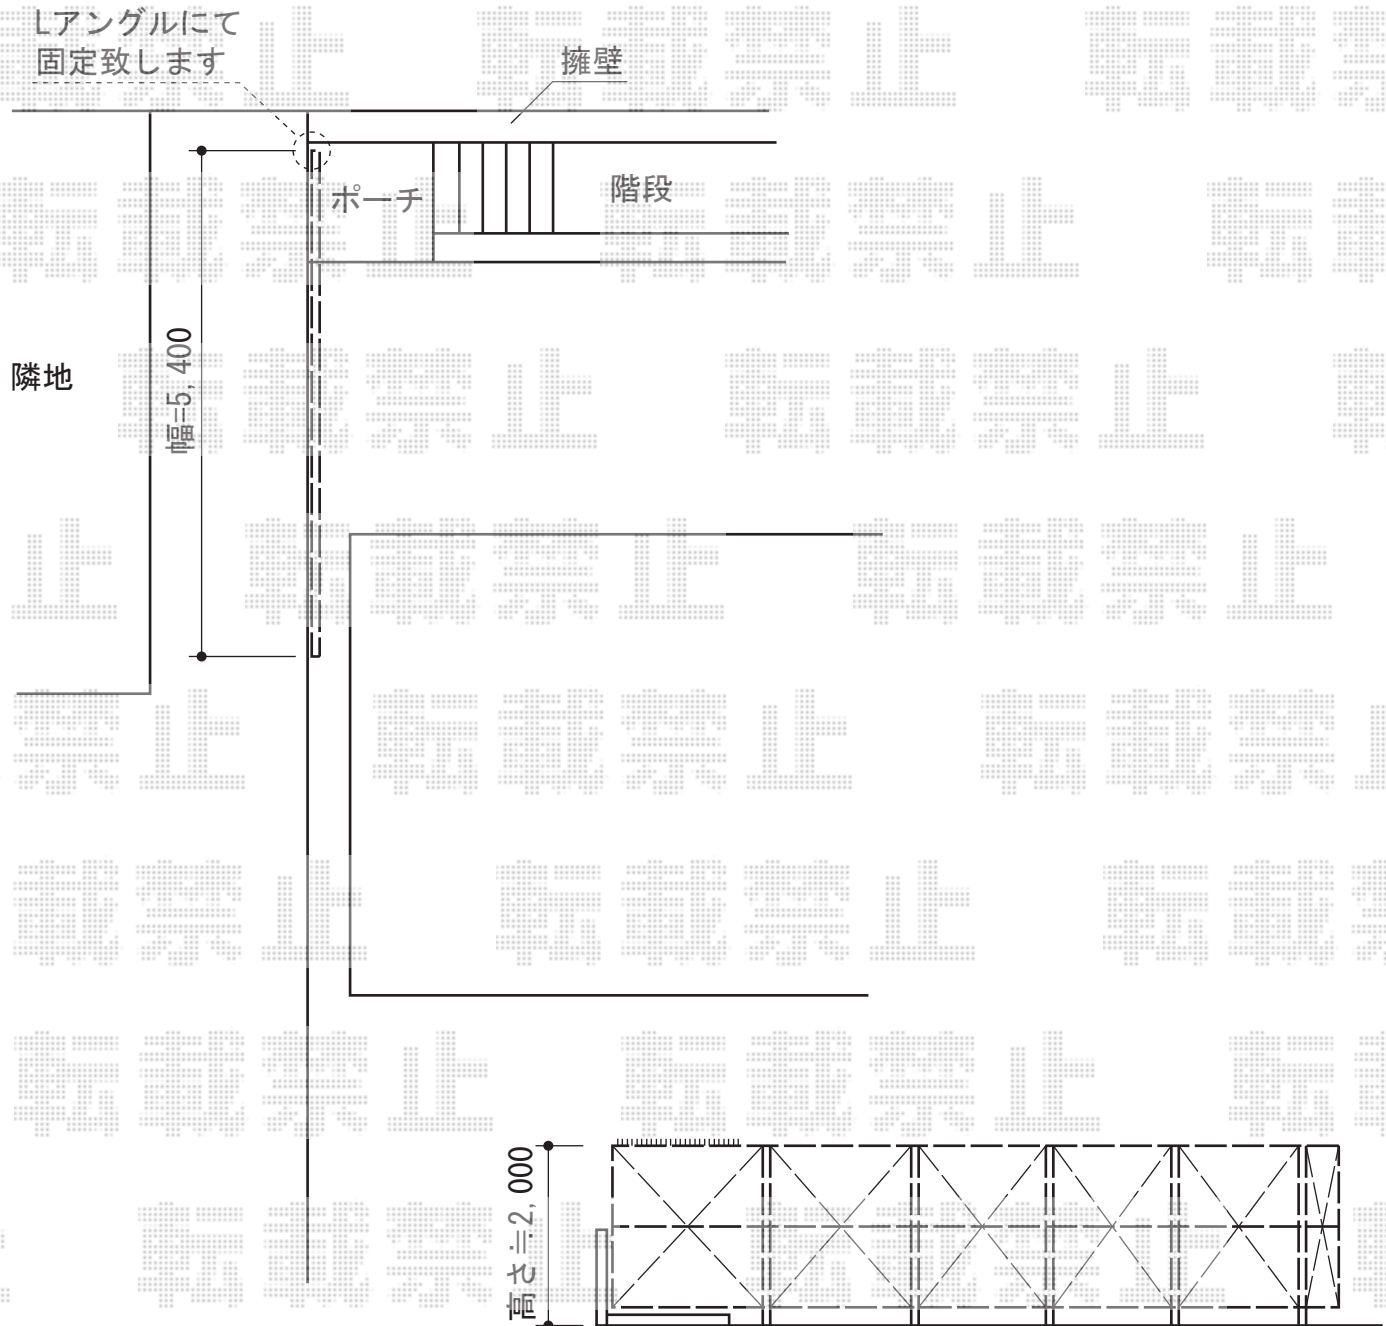 Lアングルにて
固定致します
擁壁
ポーチ
階段
隣地
幅=5,400
高さ=2,000
転載禁止